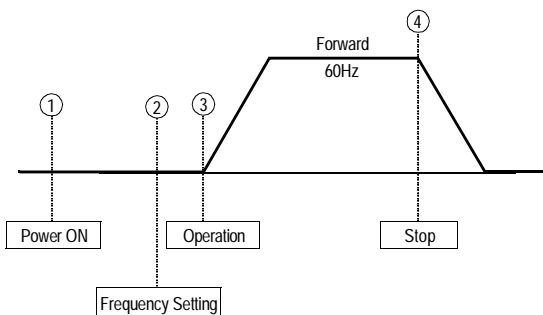 Forward
60Hz
1
2
3
4
Power ON
Operation
Stop
Frequency Setting